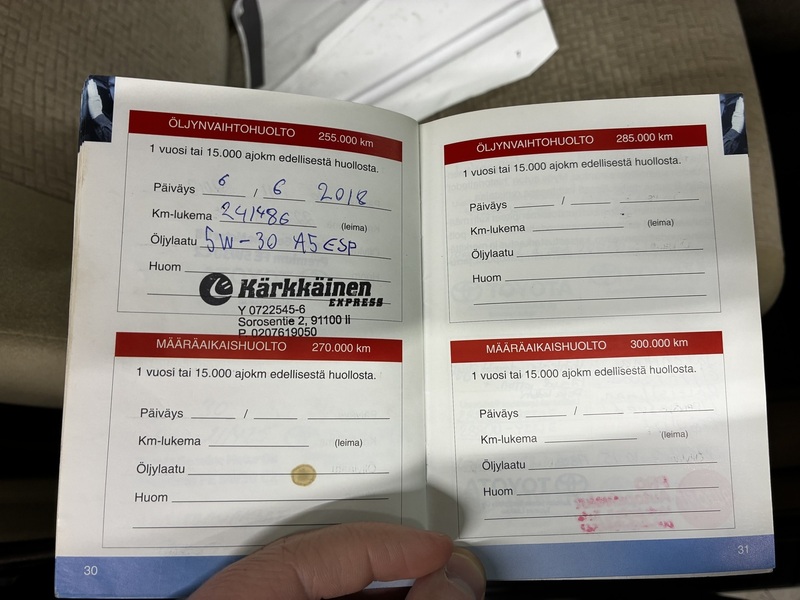 ÖLJYNVAIHTOHUOLTO 255.000 km
1 vuosi tai 15.000 ajokm edellisestä huollosta.
Päiväys 6 / 6 2018
Km-lukema 241486 (leima)
Öljylaatu 5W-30 A5 ESP
Huom
Kärkkäinen
EXPRESS
Y 0722545-6
Sorosentie 2, 91100 Ii
P. 0207619050
MÄÄRÄAIKAISHUOLTO 270.000 km
1 vuosi tai 15.000 ajokm edellisestä huollosta.
Päiväys /
Km-lukema (leima)
Öljylaatu
Huom
30
ÖLJYNVAIHTOHUOLTO 285.000 km
1 vuosi tai 15.000 ajokm edellisestä huollosta.
Päiväys /
Km-lukema (leima)
Öljylaatu
Huom
MÄÄRÄAIKAISHUOLTO 300.000 km
1 vuosi tai 15.000 ajokm edellisestä huollosta.
Päiväys /
Km-lukema (leima)
Öljylaatu
Huom
31